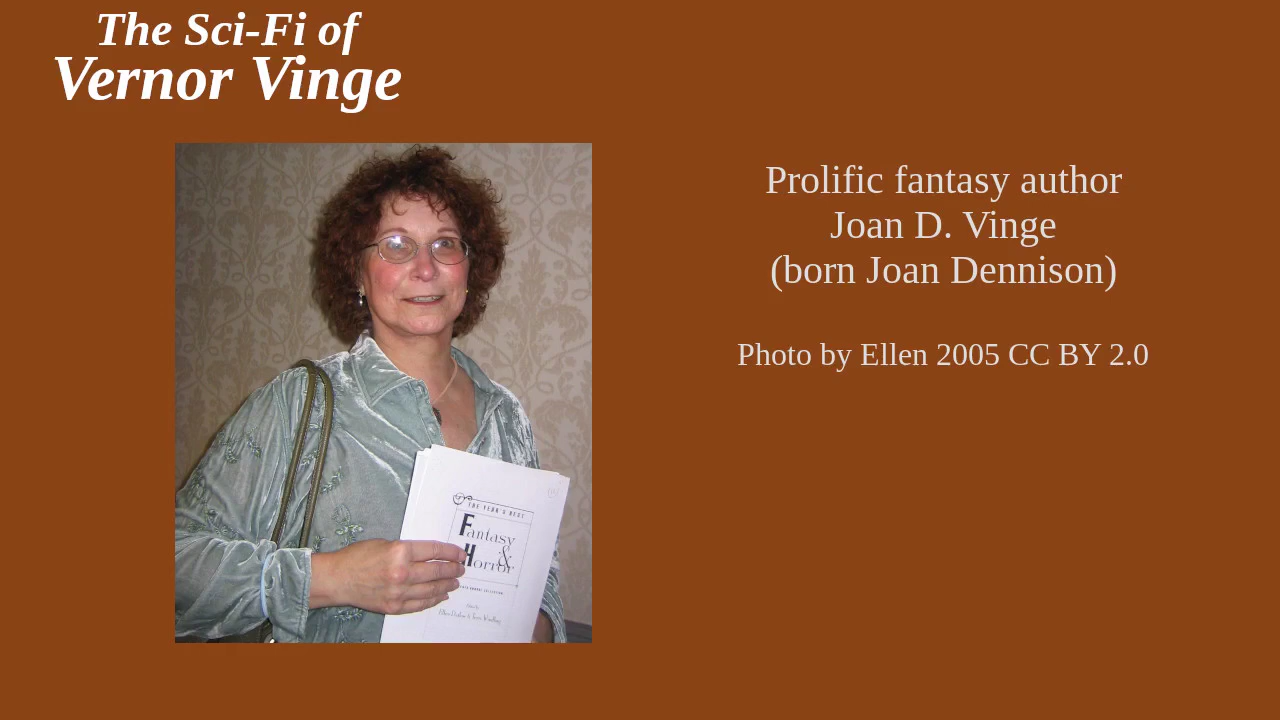 The Sci-Fi of
Vernor Vinge
Prolific fantasy author
Joan D. Vinge
(born Joan Dennison)
Photo by Ellen 2005 CC BY 2.0
THE YEAR'S BEST
Fantasy
&
Horror